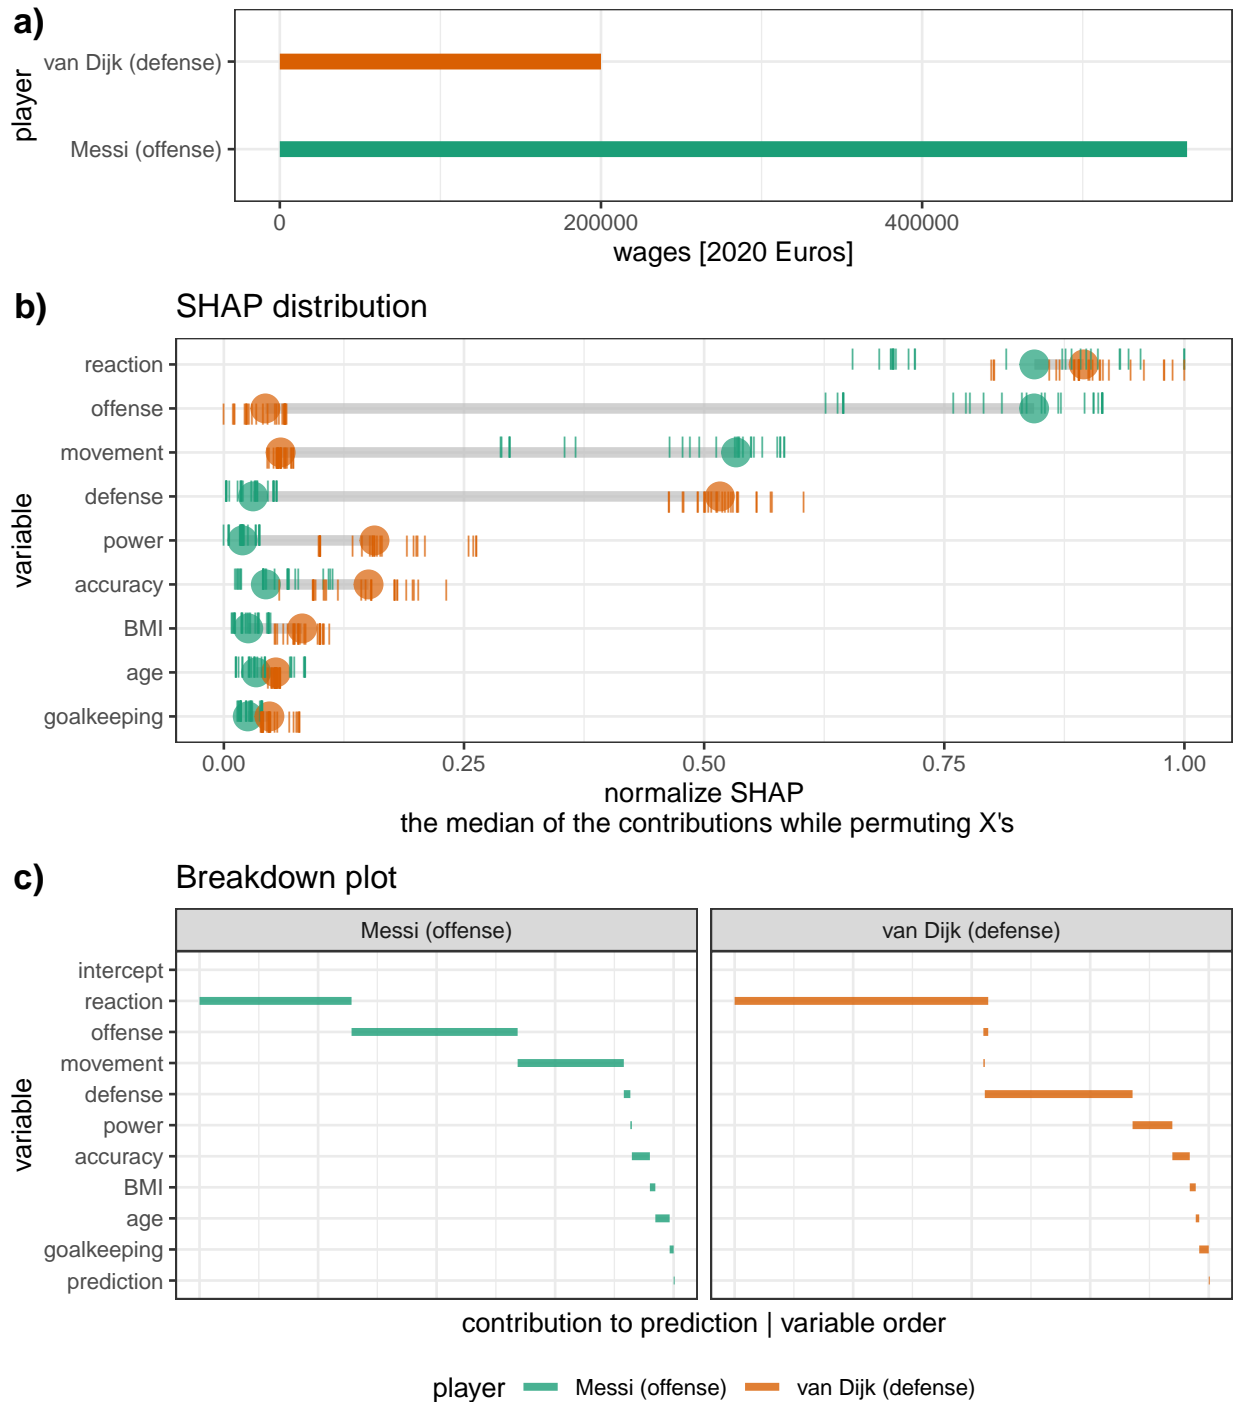 a)
player
van Dijk (defense)
Messi (offense)
0 200000 400000
wages [2020 Euros]
b) SHAP distribution
variable
reaction
offense
movement
defense
power
accuracy
BMI
age
goalkeeping
0.00 0.25 0.50 0.75 1.00
normalize SHAP
the median of the contributions while permuting X's
c) Breakdown plot
Messi (offense) van Dijk (defense)
variable
intercept
reaction
offense
movement
defense
power
accuracy
BMI
age
goalkeeping
prediction
contribution to prediction | variable order
player Messi (offense) van Dijk (defense)